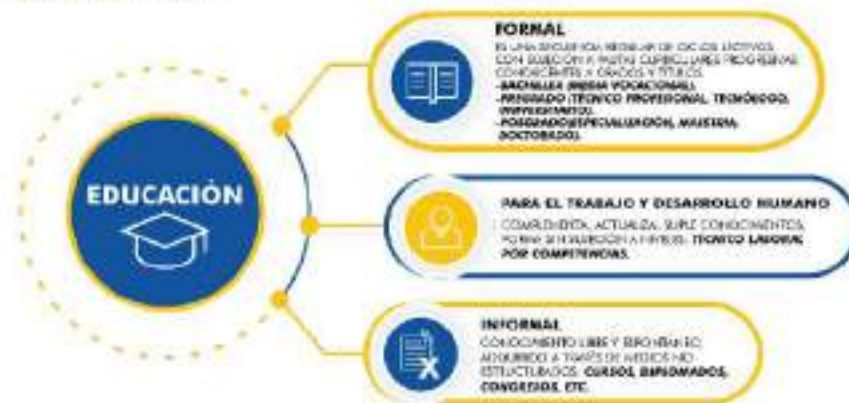 EDUCACIÓN
FORMAL
ES UNA SECUENCIA REGULAR DE CICLOS LECTIVOS
CON SUJECIÓN A PAUTAS CURRICULARES PROGRESIVAS
CONDUCENTES A GRADOS Y TÍTULOS.
-BACHILLER (MEDIA VOCACIONAL).
-PREGRADO (TÉCNICO PROFESIONAL, TECNÓLOGO,
UNIVERSITARIO).
-POSGRADO(ESPECIALIZACIÓN, MAESTRÍA,
DOCTORADO).
PARA EL TRABAJO Y DESARROLLO HUMANO
COMPLEMENTA, ACTUALIZA, SUPLE CONOCIMIENTOS,
FORMA SIN SUJECIÓN A NIVELES. TÉCNICO LABORAL
POR COMPETENCIAS.
INFORMAL
CONOCIMIENTO LIBRE Y ESPONTANEO,
ADQUIRIDO A TRAVÉS DE MEDIOS NO
ESTRUCTURADOS. CURSOS, DIPLOMADOS,
CONGRESOS, ETC.